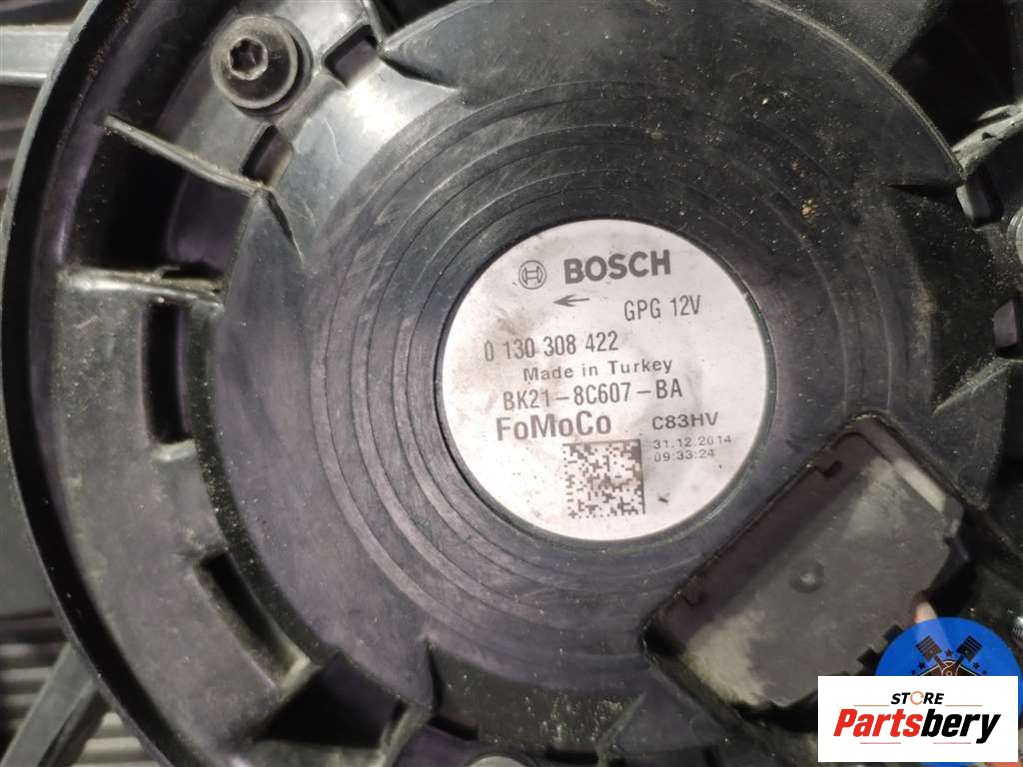 BOSCH
GPG 12V
0 130 308 422
Made in Turkey
BK21-8C607-BA
FoMoCo C83HV
31.12.2014
09:33:24
STORE
Partsbery